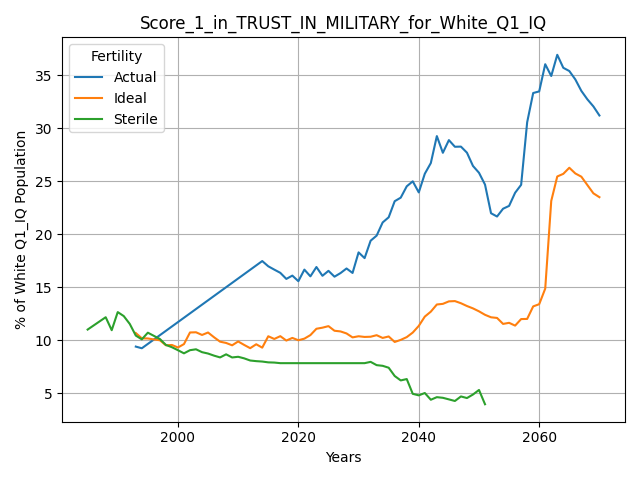 Score_1_in_TRUST_IN_MILITARY_for_White_Q1_IQ
Fertility
Actual
Ideal
Sterile
% of White Q1_IQ Population
35
30
25
20
15
10
5
2000
2020
2040
2060
Years